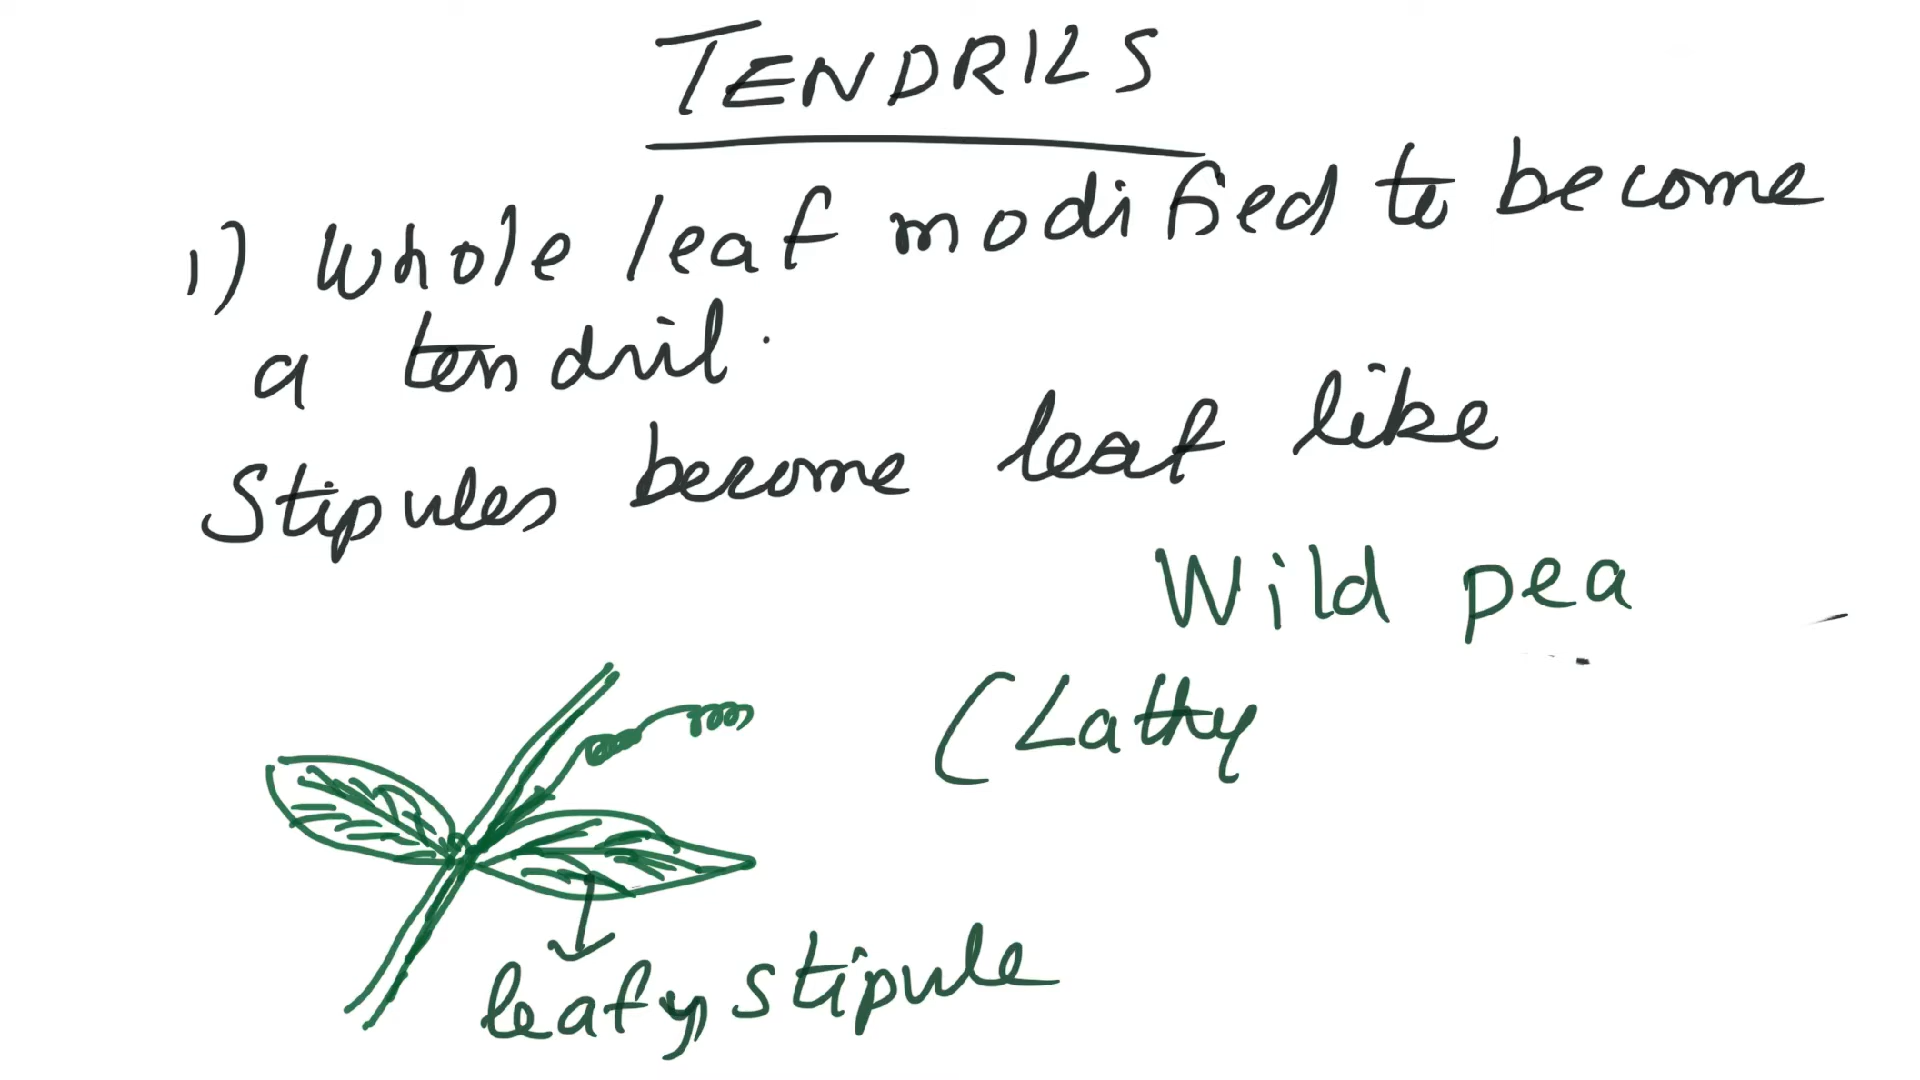 TENDRILS
1) Whole leaf modified to become
a tendril.
Stipules become leaf like
Wild pea
(Lathy
leafy stipule